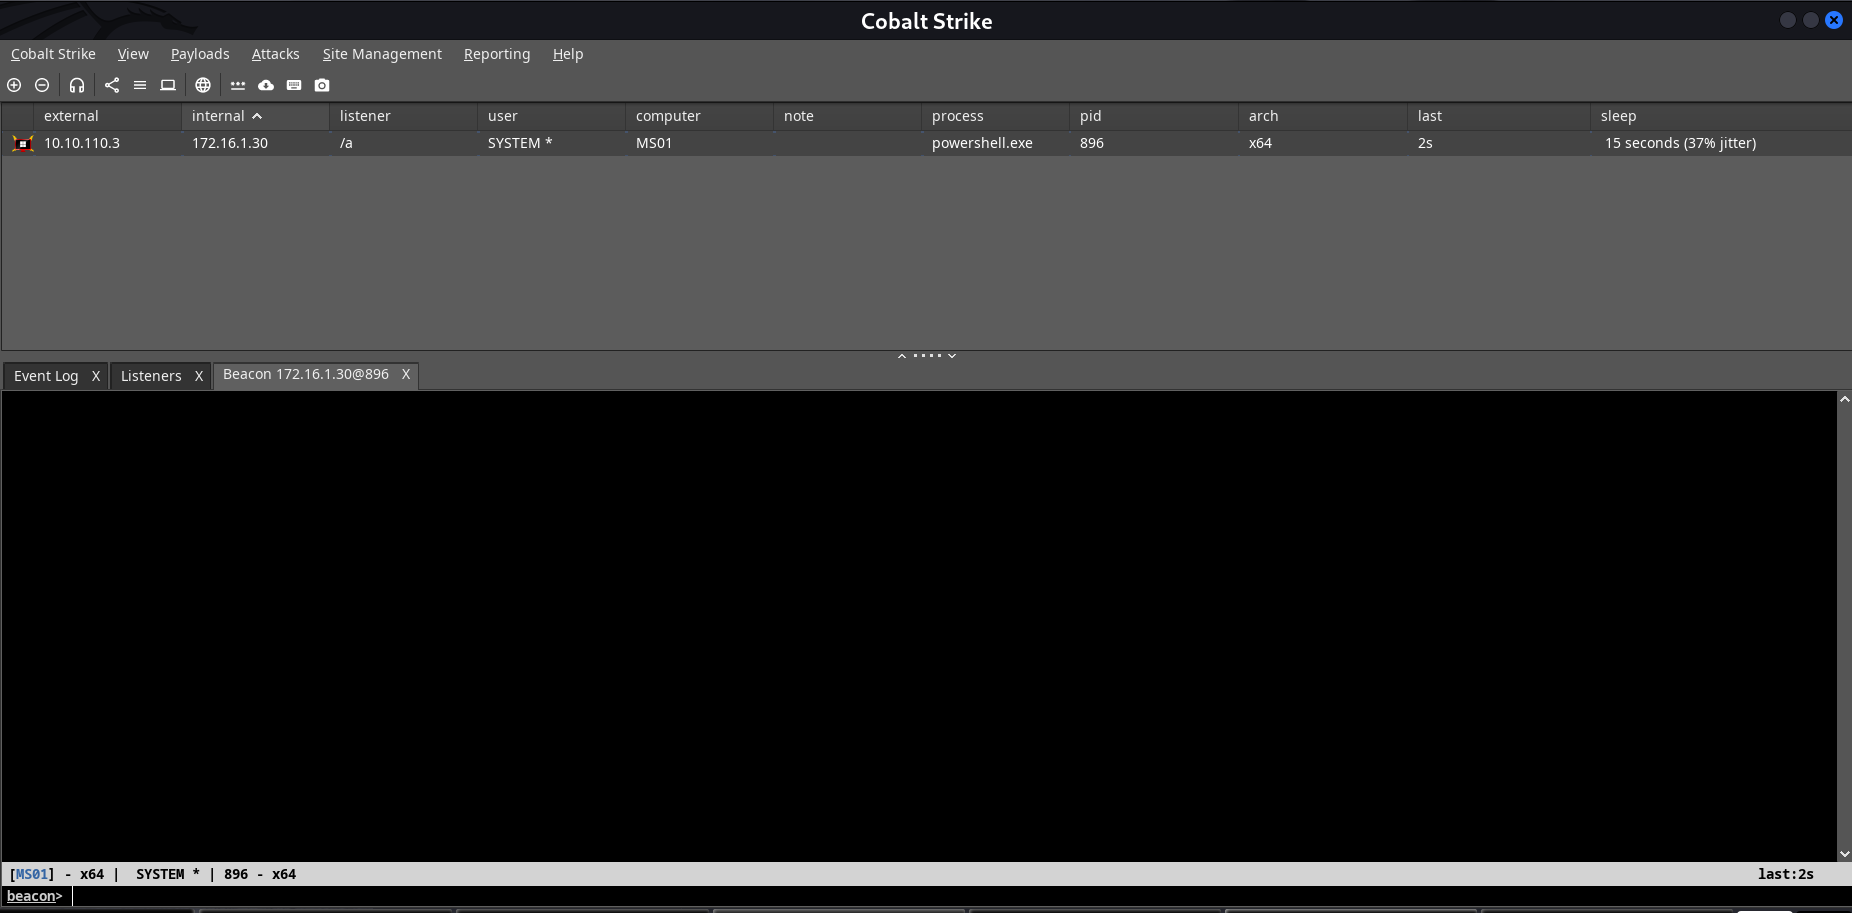 Cobalt Strike
Cobalt Strike View Payloads Attacks Site Management Reporting Help
external internal listener user computer note process pid arch last sleep
10.10.110.3 172.16.1.30 /a SYSTEM * MS01 powershell.exe 896 x64 2s 15 seconds (37% jitter)
Event Log X Listeners X Beacon 172.16.1.30@896 X
[MS01] - x64 | SYSTEM * | 896 - x64 last:2s
beacon>